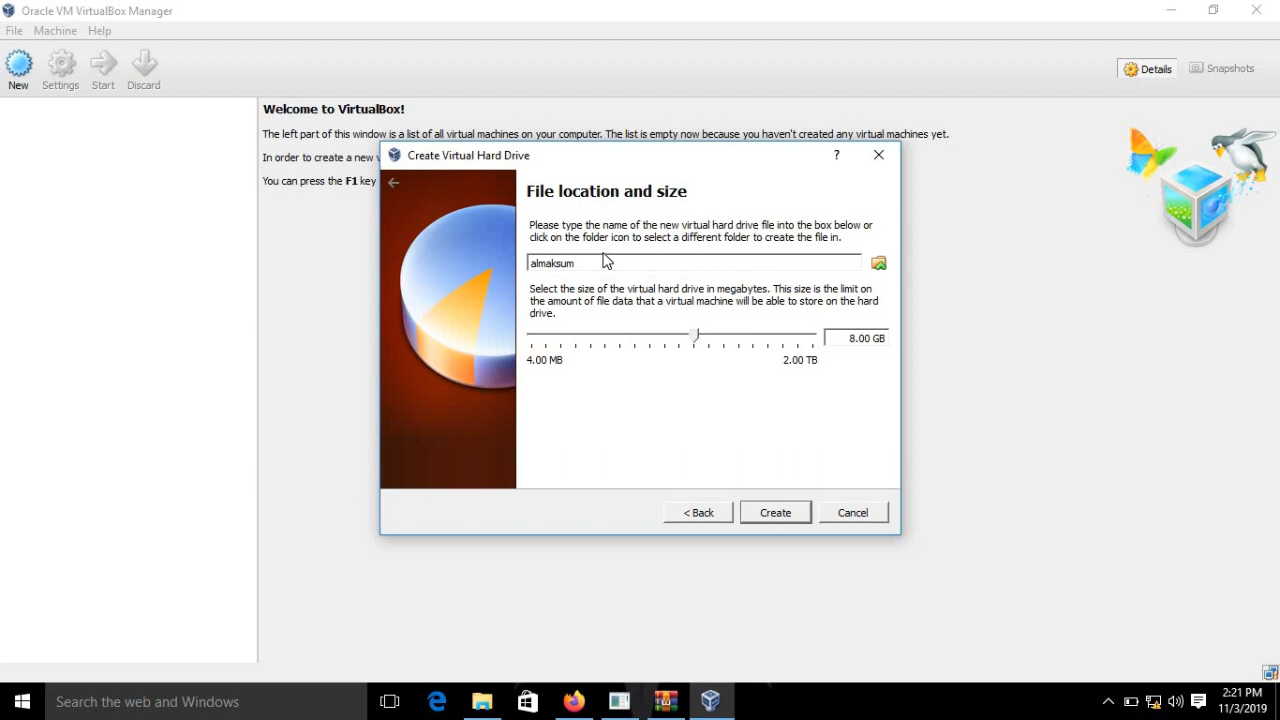 Oracle VM VirtualBox Manager
File Machine Help
New Settings Start Discard
Details Snapshots
Welcome to VirtualBox!
The left part of this window is a list of all virtual machines on your computer. The list is empty now because you haven't created any virtual machines yet.
In order to create a new v
You can press the F1 key
Create Virtual Hard Drive
?
File location and size
Please type the name of the new virtual hard drive file into the box below or
click on the folder icon to select a different folder to create the file in.
almaksum
Select the size of the virtual hard drive in megabytes. This size is the limit on
the amount of file data that a virtual machine will be able to store on the hard
drive.
8.00 GB
4.00 MB 2.00 TB
< Back Create Cancel
Search the web and Windows
2:21 PM
11/3/2019